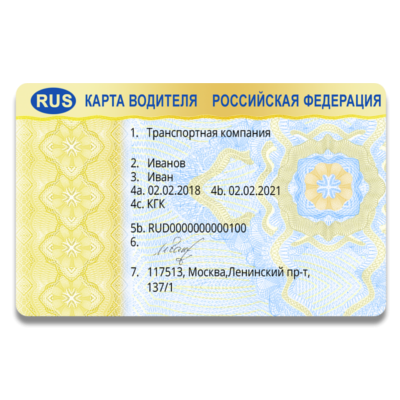 RUS КАРТА ВОДИТЕЛЯ РОССИЙСКАЯ ФЕДЕРАЦИЯ
1. Транспортная компания
2. Иванов
3. Иван
4a. 02.02.2018 4b. 02.02.2021
4c. КГК
5b. RUD0000000000100
6.
7. 117513, Москва,Ленинский пр-т,
137/1